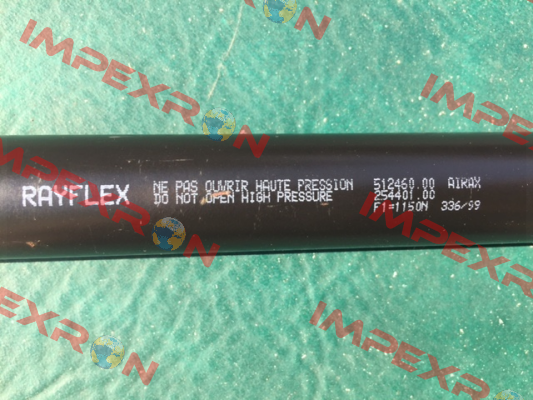 RAYFLEX
NE PAS OUVRIR HAUTE PRESSION 512460.00 AIRAX
DO NOT OPEN HIGH PRESSURE 254401.00
F1=1150N 336/99
IMPEXRON
IMPEXRON
IMPEXRON
IMPEXRON